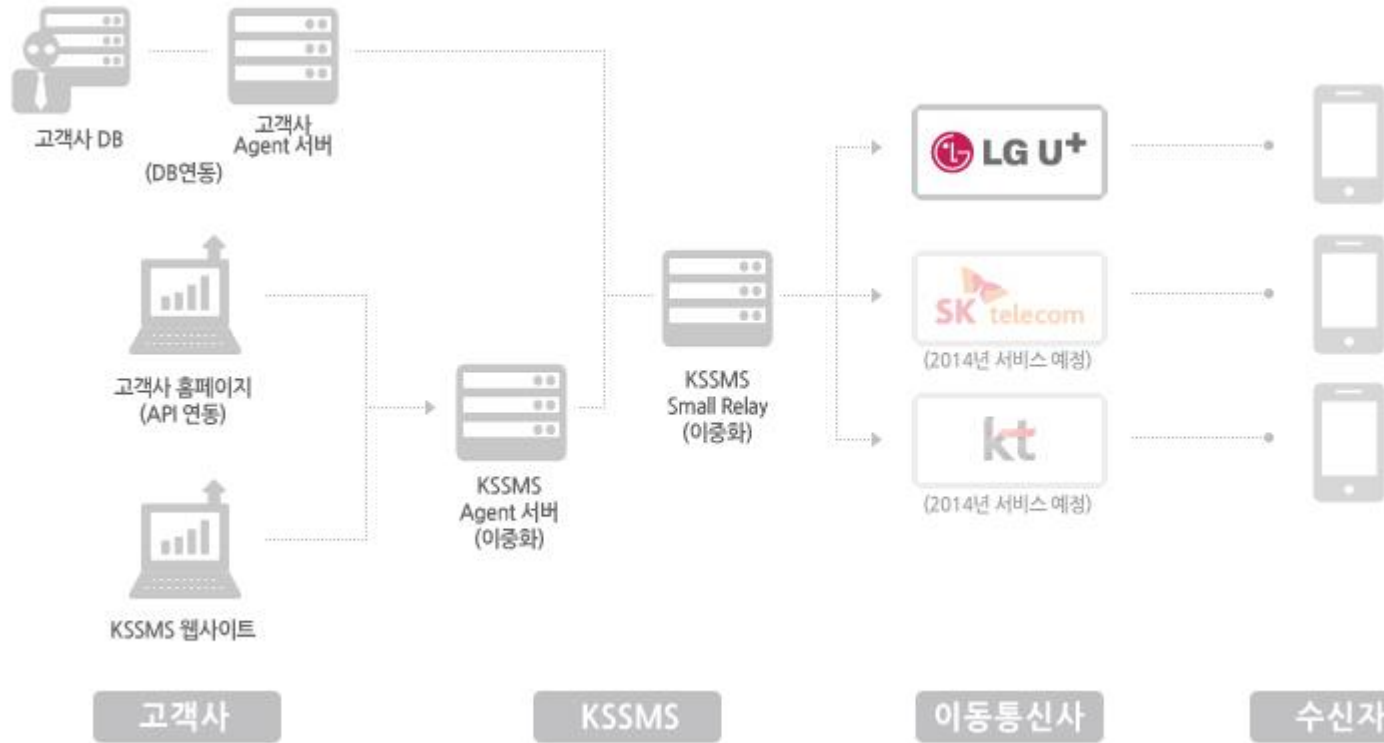 고객사 DB
고객사
Agent 서버
(DB연동)
LG U+
고객사 홈페이지
(API 연동)
KSSMS
Agent 서버
(이중화)
KSSMS
Small Relay
(이중화)
SK telecom
(2014년 서비스 예정)
kt
(2014년 서비스 예정)
KSSMS 웹사이트
고객사
KSSMS
이동통신사
수신자